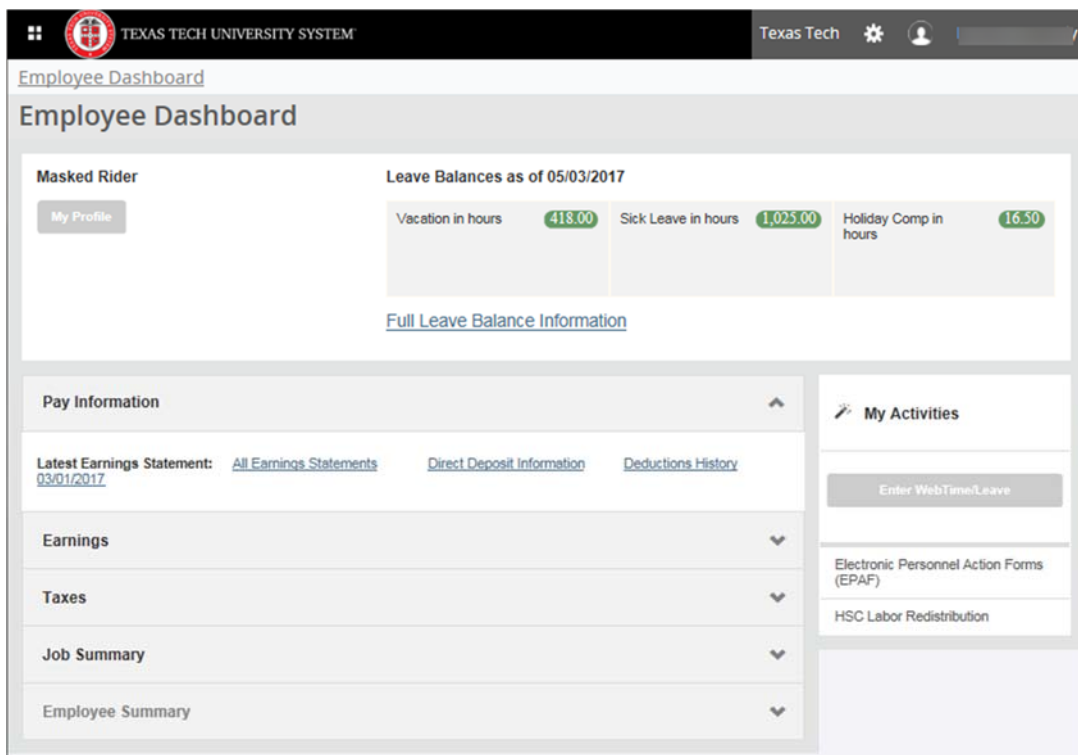 TEXAS TECH UNIVERSITY SYSTEM
Texas Tech
Employee Dashboard
Employee Dashboard
Masked Rider
My Profile
Leave Balances as of 05/03/2017
Vacation in hours 418.00
Sick Leave in hours 1,025.00
Holiday Comp in 16.50
hours
Full Leave Balance Information
Pay Information
Latest Earnings Statement: All Earnings Statements Direct Deposit Information Deductions History
03/01/2017
Earnings
Taxes
Job Summary
Employee Summary
My Activities
Enter WebTime/Leave
Electronic Personnel Action Forms
(EPAF)
HSC Labor Redistribution